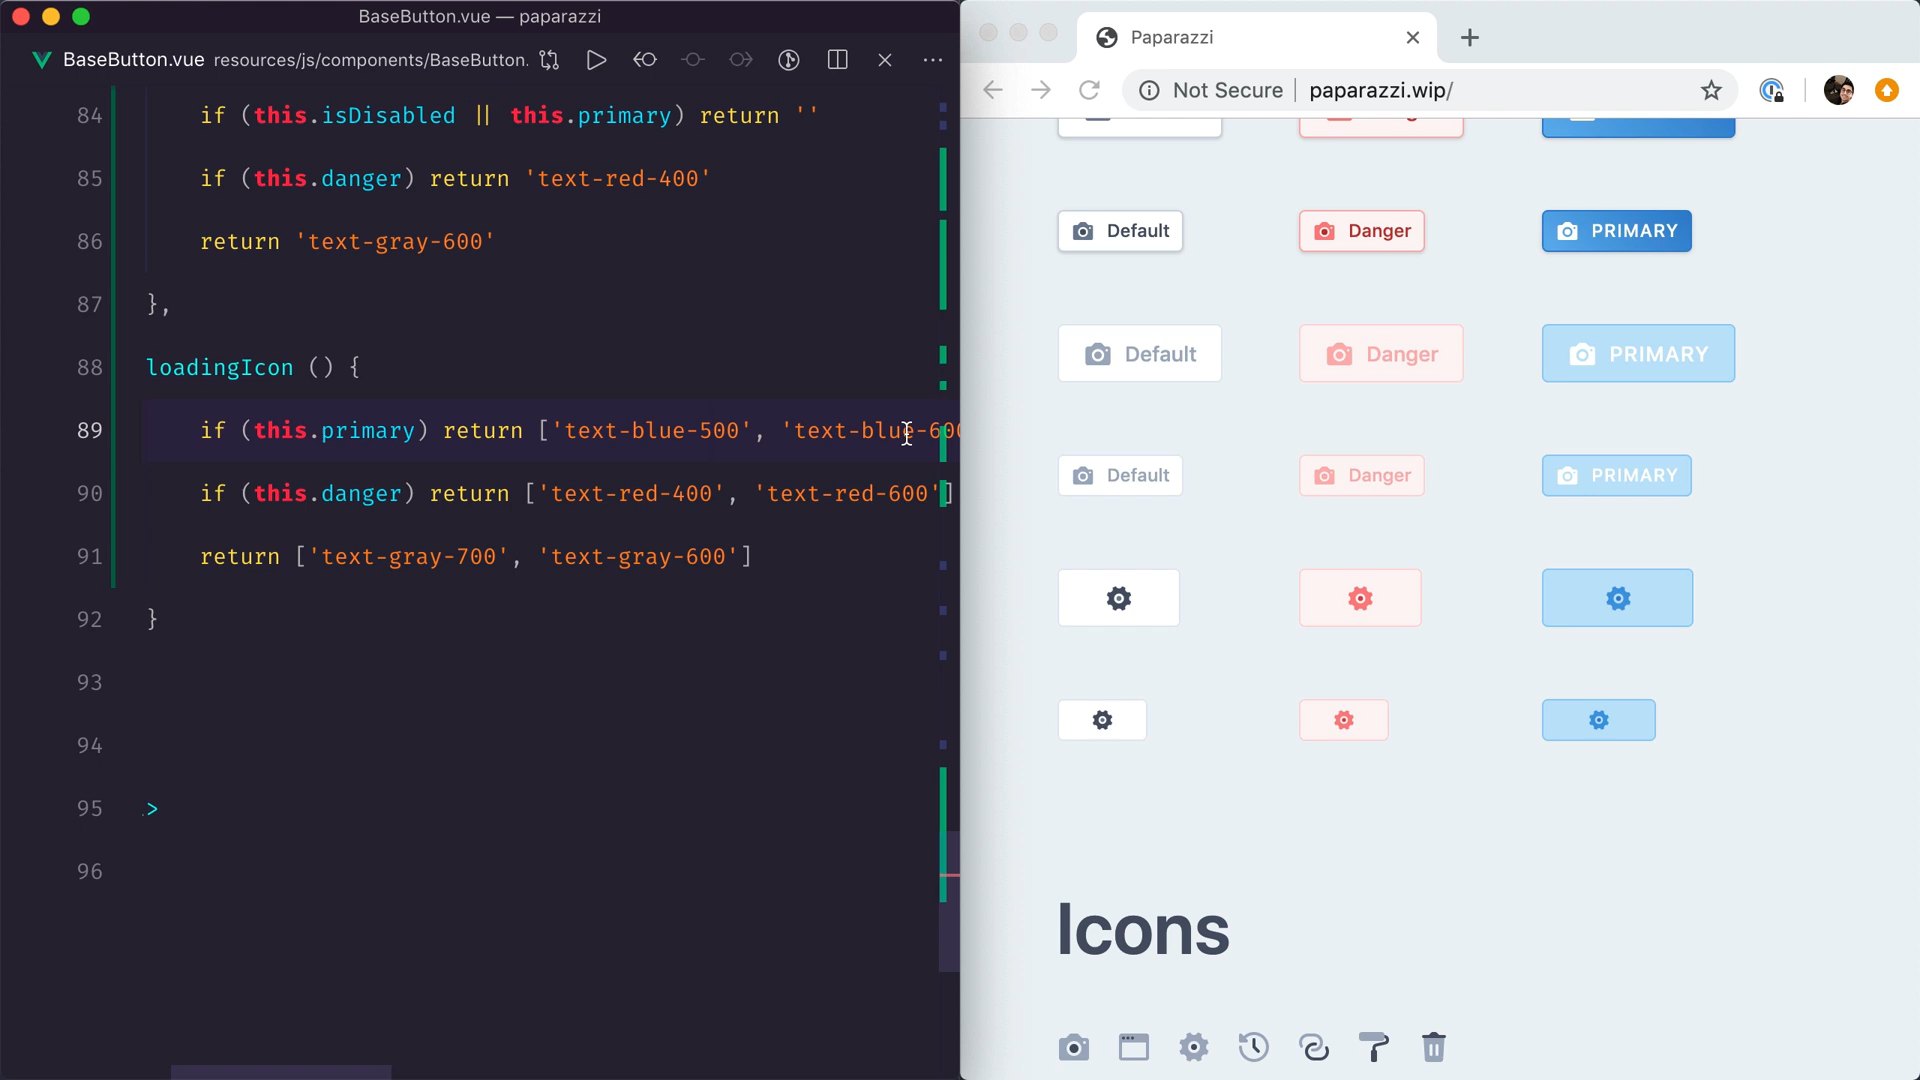 BaseButton.vue — paparazzi
BaseButton.vue resources/js/components/BaseButton.
84 if (this.isDisabled || this.primary) return ''
85 if (this.danger) return 'text-red-400'
86 return 'text-gray-600'
87 },
88 loadingIcon () {
89 if (this.primary) return ['text-blue-500', 'text-blue-600
90 if (this.danger) return ['text-red-400', 'text-red-600']
91 return ['text-gray-700', 'text-gray-600']
92 }
93
94
95 >
96
Paparazzi
Not Secure paparazzi.wip/
Default Danger PRIMARY
Default Danger PRIMARY
Default Danger PRIMARY
Icons